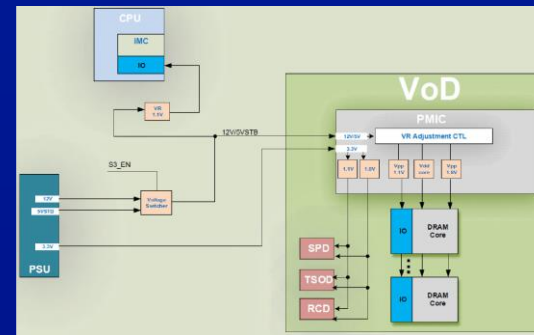 CPU
IMC
IO
VR
1.1V
12V/5VSTB
S3_EN
Voltage
Switcher
12V
5VSTB
3.3V
PSU
VoD
PMIC
12V/5V
VR Adjustment CTL
3.3V
1.1V
1.8V
Vpp
1.1V
Vdd
core
Vpp
1.8V
IO
DRAM
Core
SPD
TSOD
RCD
IO
DRAM
Core